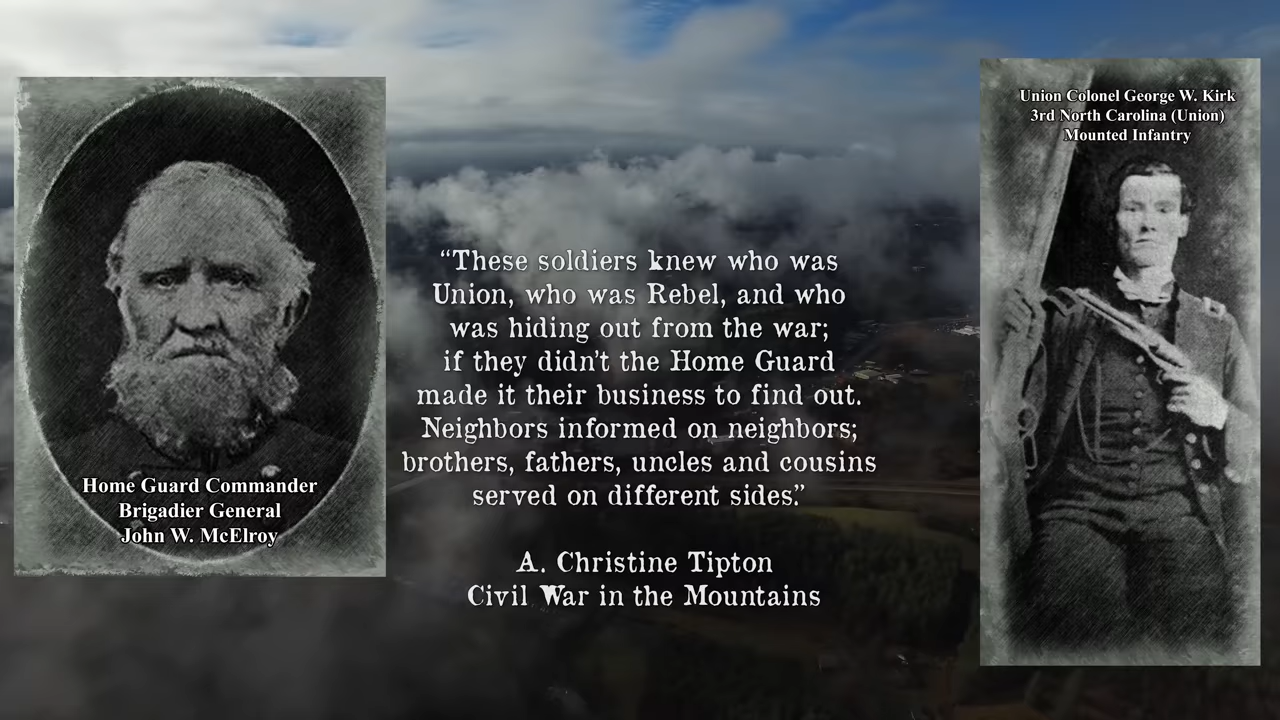 Home Guard Commander
Brigadier General
John W. McElroy
“These soldiers knew who was
Union, who was Rebel, and who
was hiding out from the war;
if they didn’t the Home Guard
made it their business to find out.
Neighbors informed on neighbors;
brothers, fathers, uncles and cousins
served on different sides.”
A. Christine Tipton
Civil War in the Mountains
Union Colonel George W. Kirk
3rd North Carolina (Union)
Mounted Infantry